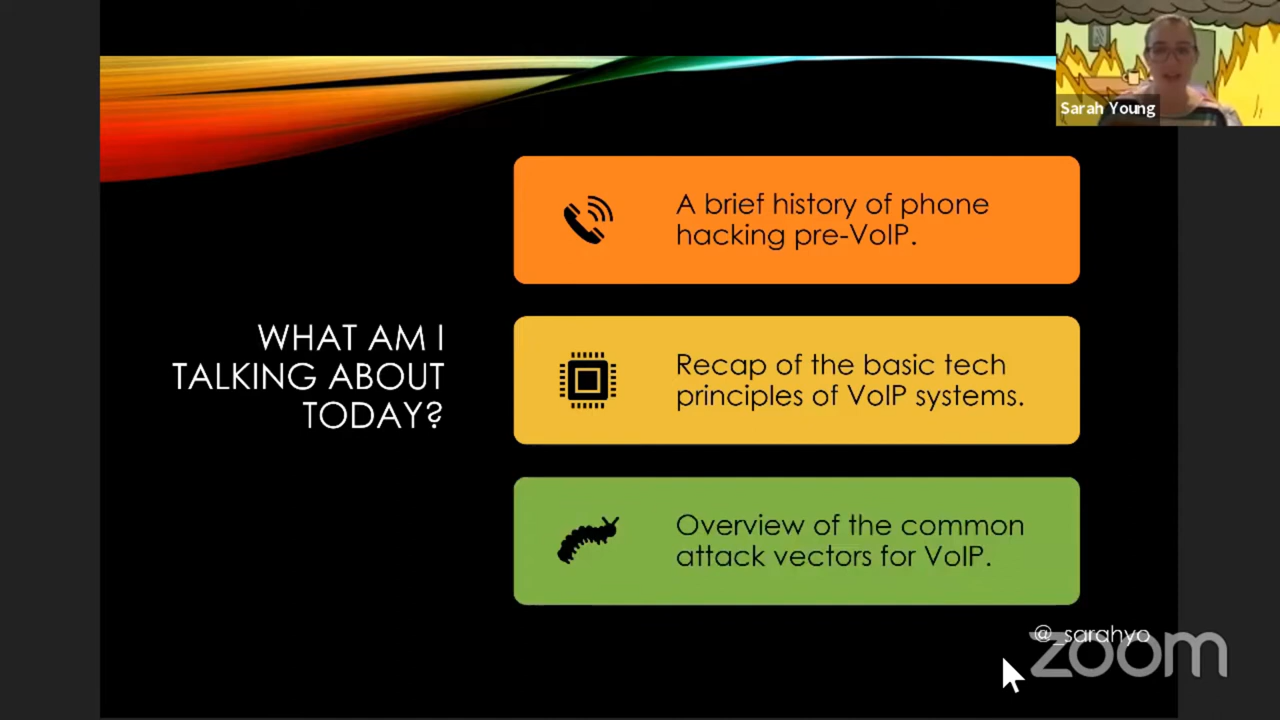 Sarah Young
A brief history of phone
hacking pre-VoIP.
WHAT AM I
TALKING ABOUT
TODAY?
Recap of the basic tech
principles of VoIP systems.
Overview of the common
attack vectors for VoIP.
@_sarahyo
zoom